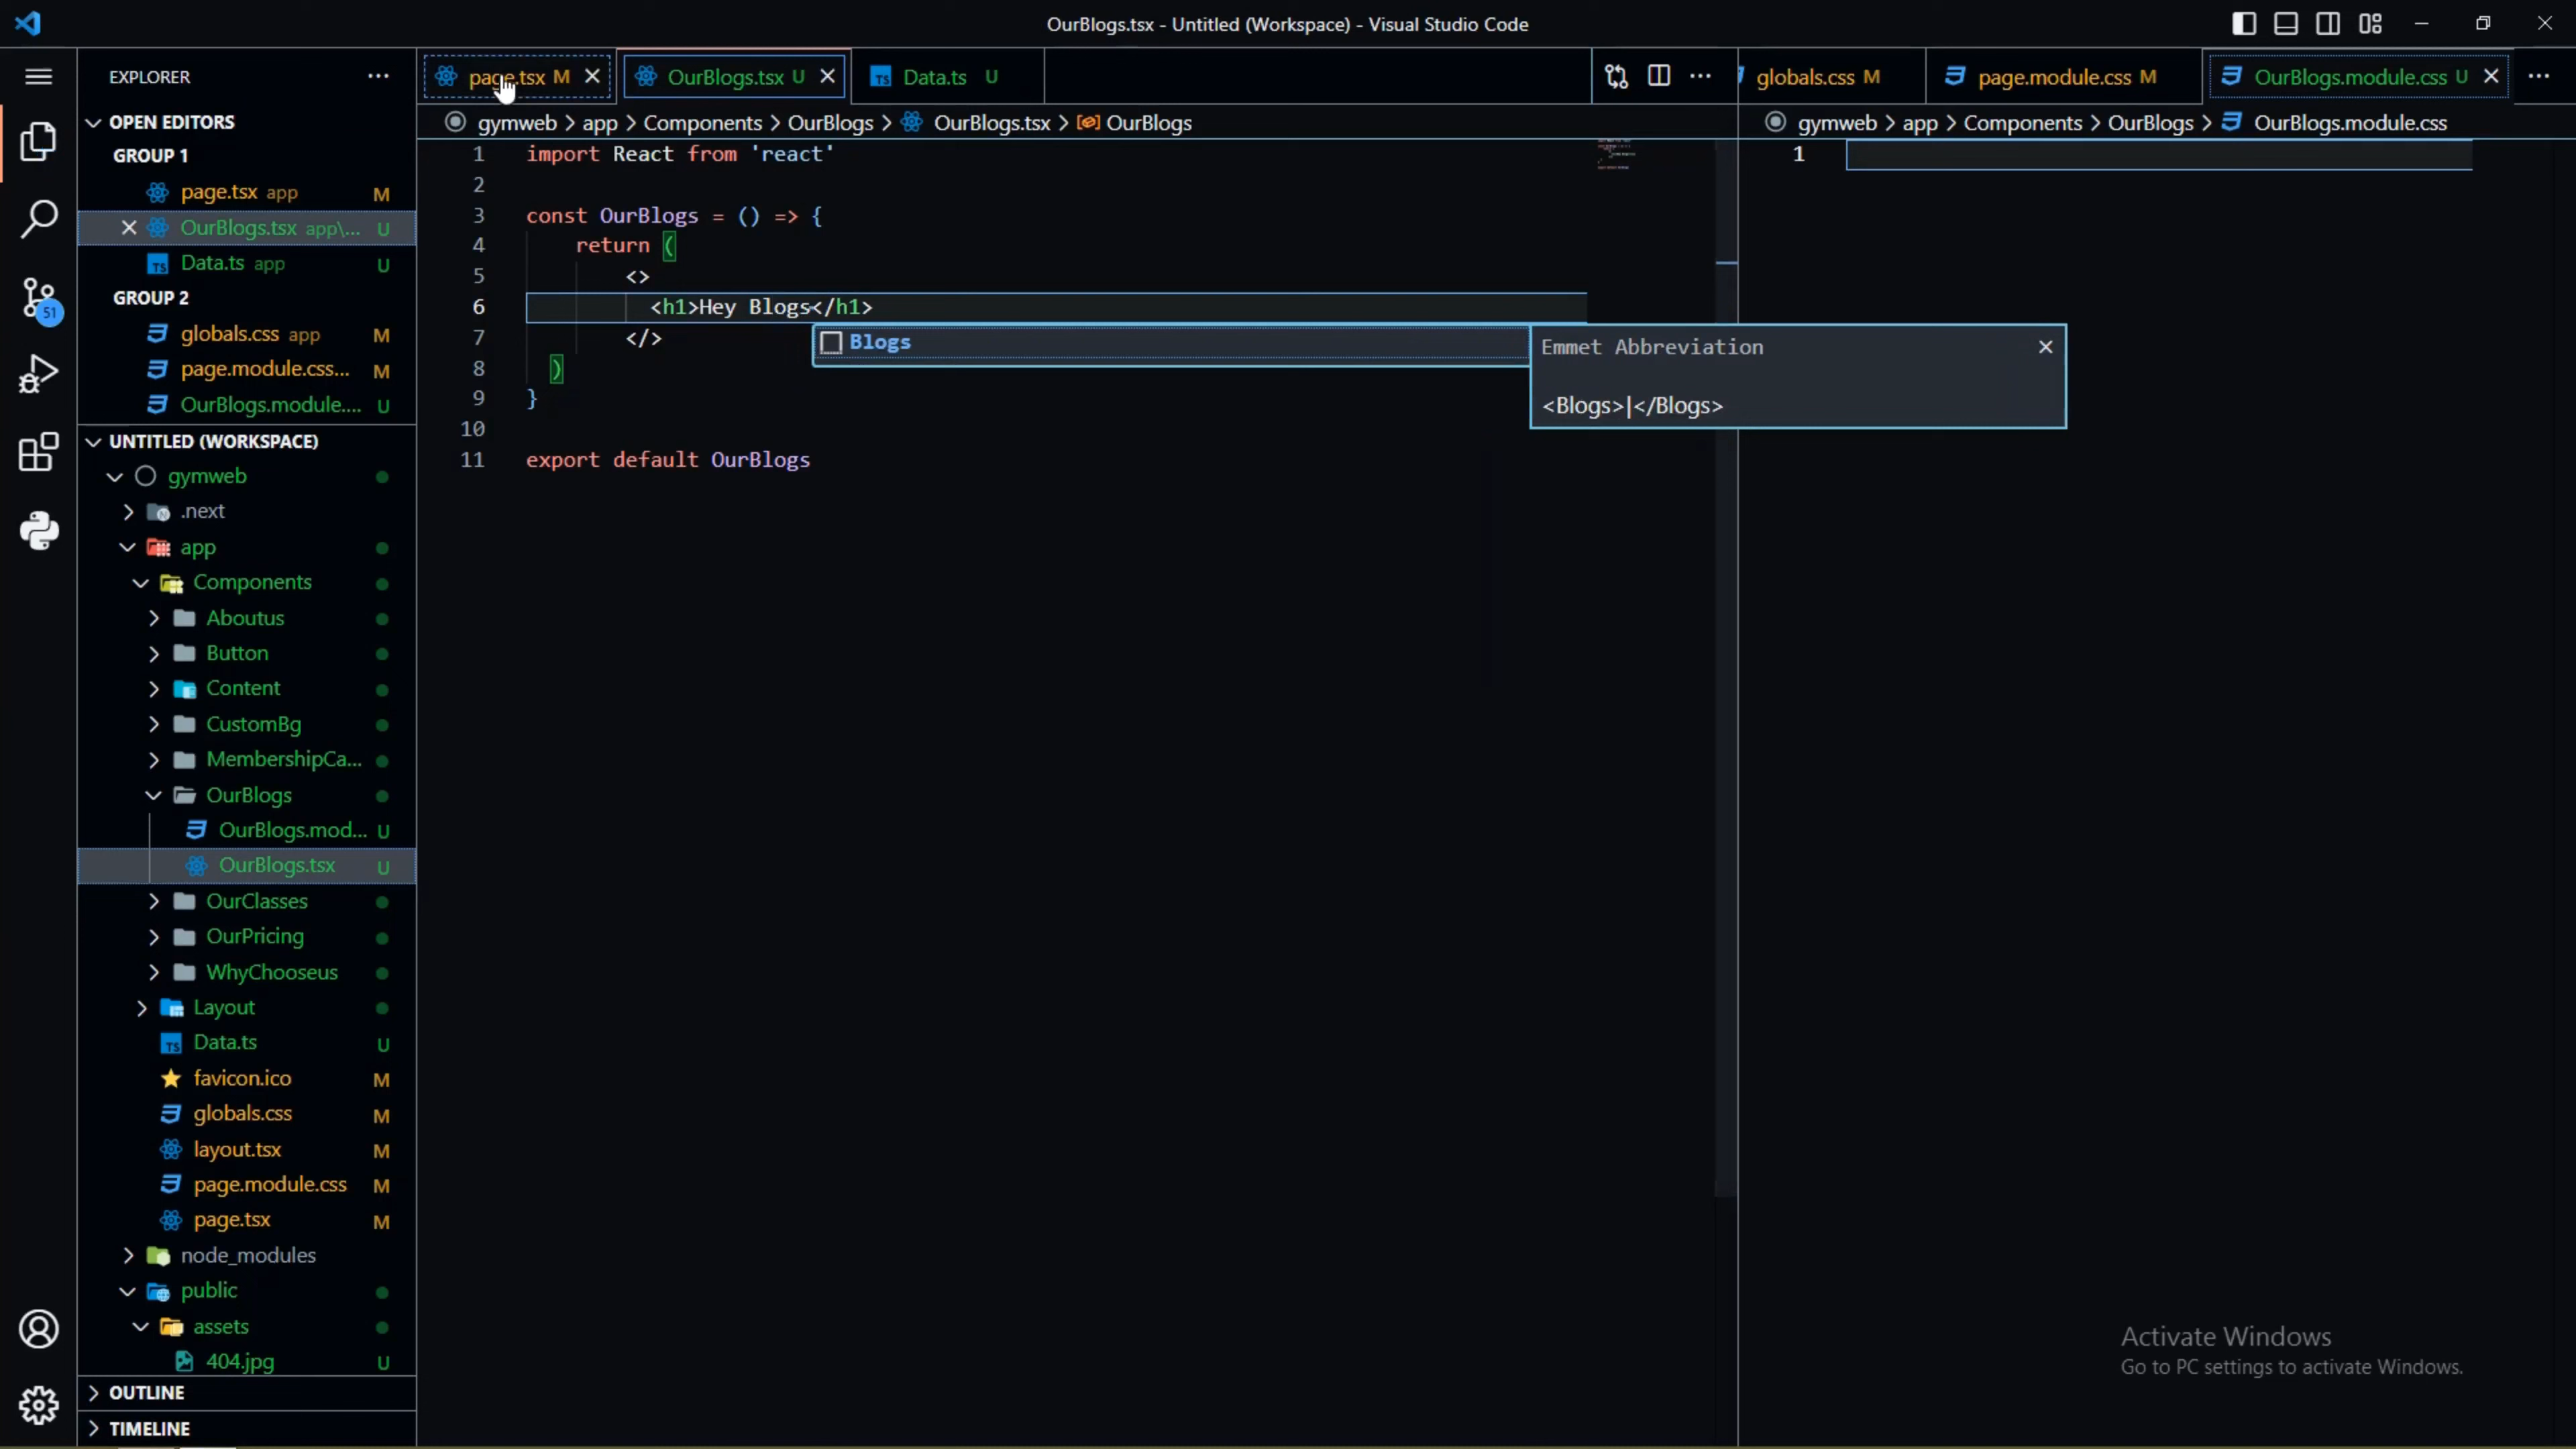 OurBlogs.tsx - Untitled (Workspace) - Visual Studio Code
EXPLORER
OPEN EDITORS
GROUP 1
page.tsx app M
OurBlogs.tsx app\... U
Data.ts app U
GROUP 2
globals.css app M
page.module.css... M
OurBlogs.module.... U
UNTITLED (WORKSPACE)
gymweb
.next
app
Components
Aboutus
Button
Content
CustomBg
MembershipCa...
OurBlogs
OurBlogs.mod... U
OurBlogs.tsx U
OurClasses
OurPricing
WhyChooseus
Layout
Data.ts U
favicon.ico M
globals.css M
layout.tsx M
page.module.css M
page.tsx M
node_modules
public
assets
404.jpg U
OUTLINE
TIMELINE
51
page.tsx M
OurBlogs.tsx U
Data.ts U
gymweb > app > Components > OurBlogs > OurBlogs.tsx > OurBlogs
1 import React from 'react'
2
3 const OurBlogs = () => {
4 return (
5 <>
6 <h1>Hey Blogs</h1>
7 </>
8 )
9 }
10
11 export default OurBlogs
Blogs
Emmet Abbreviation
<Blogs>|</Blogs>
globals.css M
page.module.css M
OurBlogs.module.css U
gymweb > app > Components > OurBlogs > OurBlogs.module.css
1
Activate Windows
Go to PC settings to activate Windows.